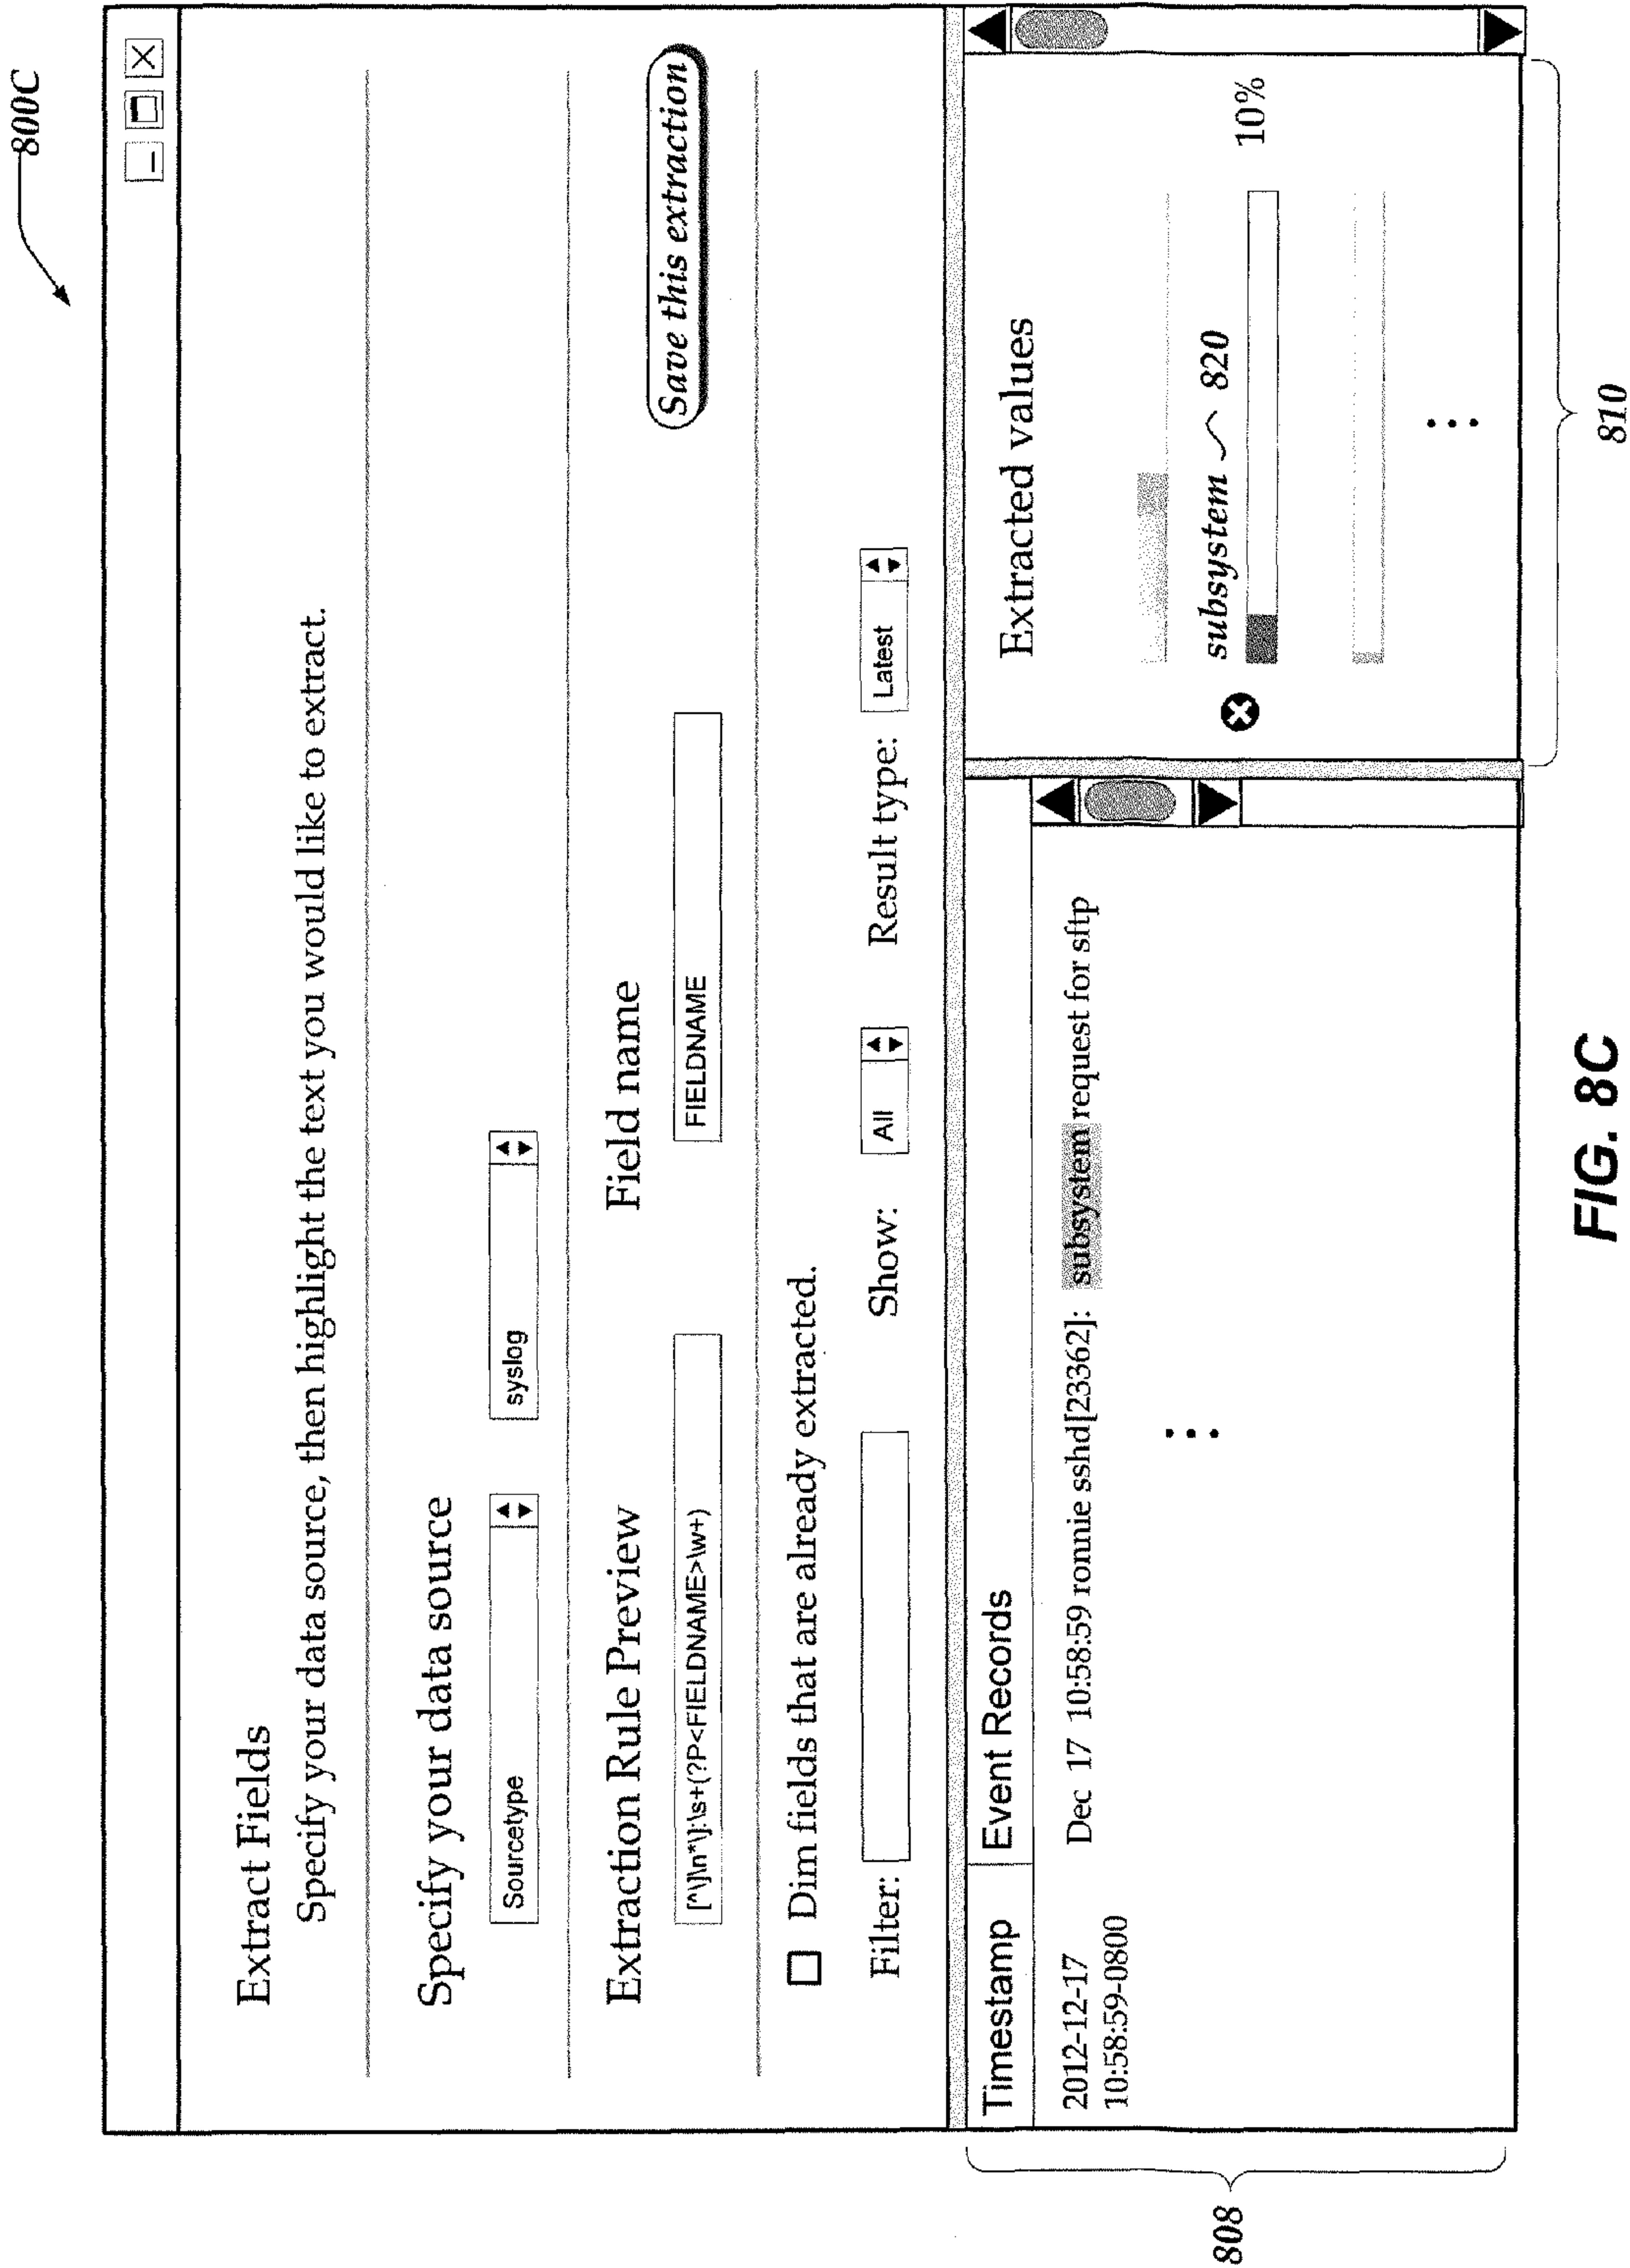 800C
Extract Fields
Specify your data source, then highlight the text you would like to extract.
Specify your data source
Sourcetype syslog
Extraction Rule Preview Field name
[^\]\n*\]:\s+(?P<FIELDNAME>\w+) FIELDNAME Save this extraction
Dim fields that are already extracted.
Filter: Show: All Result type: Latest
Timestamp Event Records
2012-12-17
10:58:59-0800
Dec 17 10:58:59 ronnie sshd[23362]: subsystem request for sftp
Extracted values
subsystem 820
10%
808
810
FIG. 8C